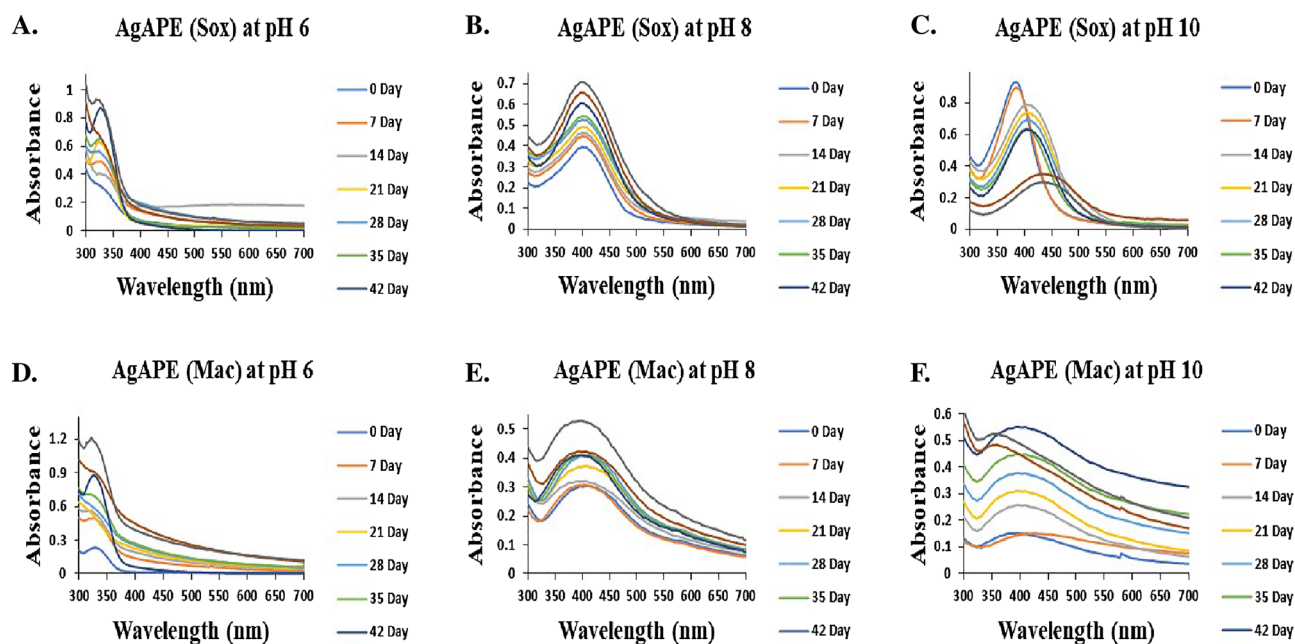 A.
AgAPE (Sox) at pH 6
Absorbance
1
0.8
0.6
0.4
0.2
0
300 350 400 450 500 550 600 650 700
Wavelength (nm)
0 Day
7 Day
14 Day
21 Day
28 Day
35 Day
42 Day
B.
AgAPE (Sox) at pH 8
Absorbance
0.7
0.6
0.5
0.4
0.3
0.2
0.1
0
300 350 400 450 500 550 600 650 700
Wavelength (nm)
0 Day
7 Day
14 Day
21 Day
28 Day
35 Day
42 Day
C.
AgAPE (Sox) at pH 10
Absorbance
0.8
0.6
0.4
0.2
0
300 350 400 450 500 550 600 650 700
Wavelength (nm)
0 Day
7 Day
14 Day
21 Day
28 Day
35 Day
42 Day
D.
AgAPE (Mac) at pH 6
Absorbance
1.2
0.9
0.6
0.3
0
300 350 400 450 500 550 600 650 700
Wavelength (nm)
0 Day
7 Day
14 Day
21 Day
28 Day
35 Day
42 Day
E.
AgAPE (Mac) at pH 8
Absorbance
0.5
0.4
0.3
0.2
0.1
0
300 350 400 450 500 550 600 650 700
Wavelength (nm)
0 Day
7 Day
14 Day
21 Day
28 Day
35 Day
42 Day
F.
AgAPE (Mac) at pH 10
Absorbance
0.6
0.5
0.4
0.3
0.2
0.1
0
300 350 400 450 500 550 600 650 700
Wavelength (nm)
0 Day
7 Day
14 Day
21 Day
28 Day
35 Day
42 Day